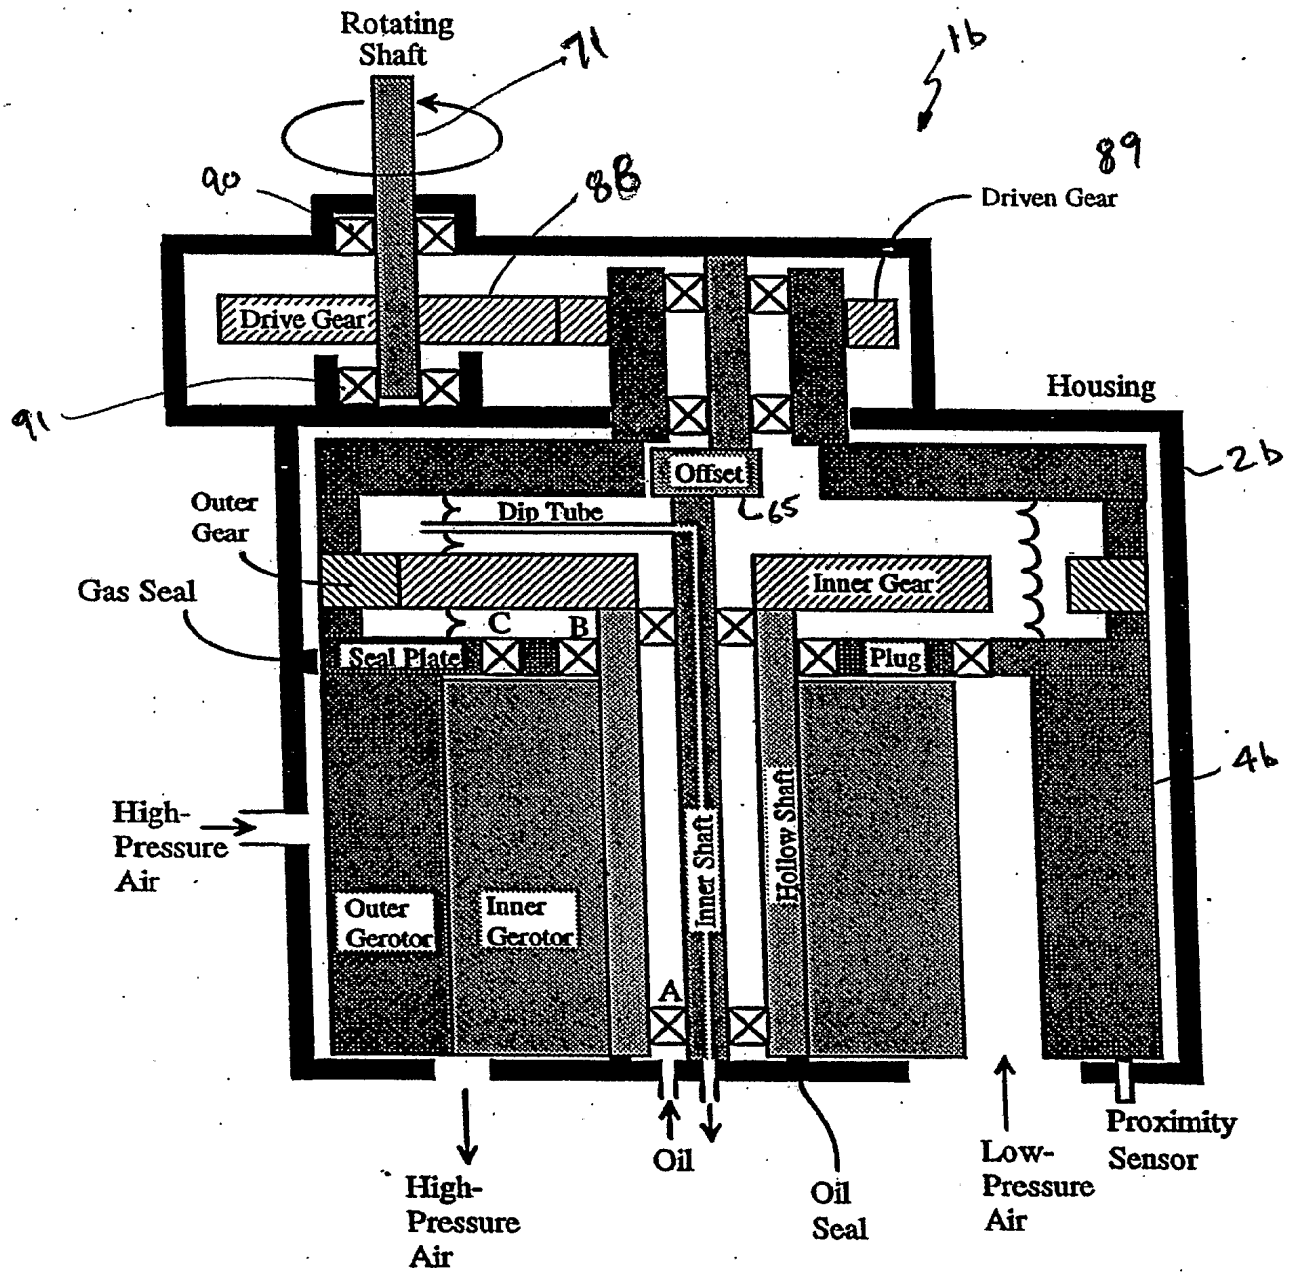 Rotating
Shaft
71
1b
90
88
89
Driven Gear
Drive Gear
91
Housing
2b
Offset
65
Outer
Gear
Dip Tube
Inner Gear
Gas Seal
C
B
Seal Plate
Plug
4b
High-
Pressure
Air
Inner Shaft
Hollow Shaft
Outer
Gerotor
Inner
Gerotor
A
Oil
High-
Pressure
Air
Oil
Seal
Low-
Pressure
Air
Proximity
Sensor